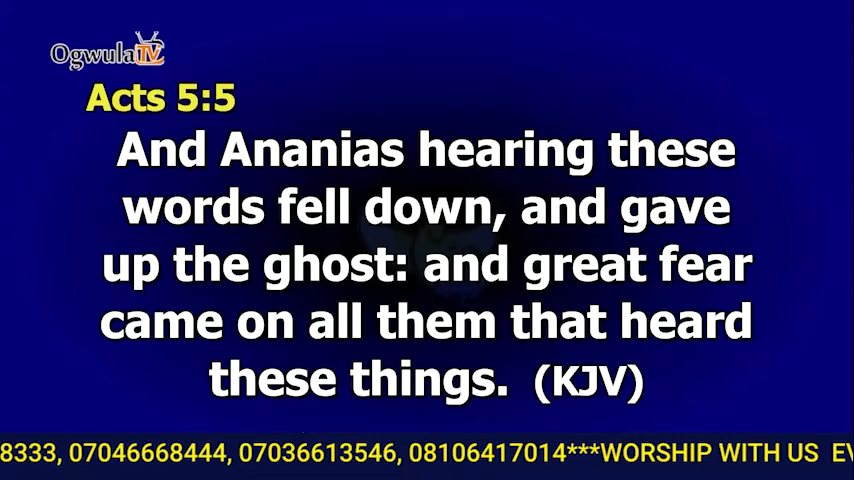 OgwulaTV
Acts 5:5
And Ananias hearing these
words fell down, and gave
up the ghost: and great fear
came on all them that heard
these things. (KJV)
8333, 07046668444, 07036613546, 08106417014***WORSHIP WITH US EV